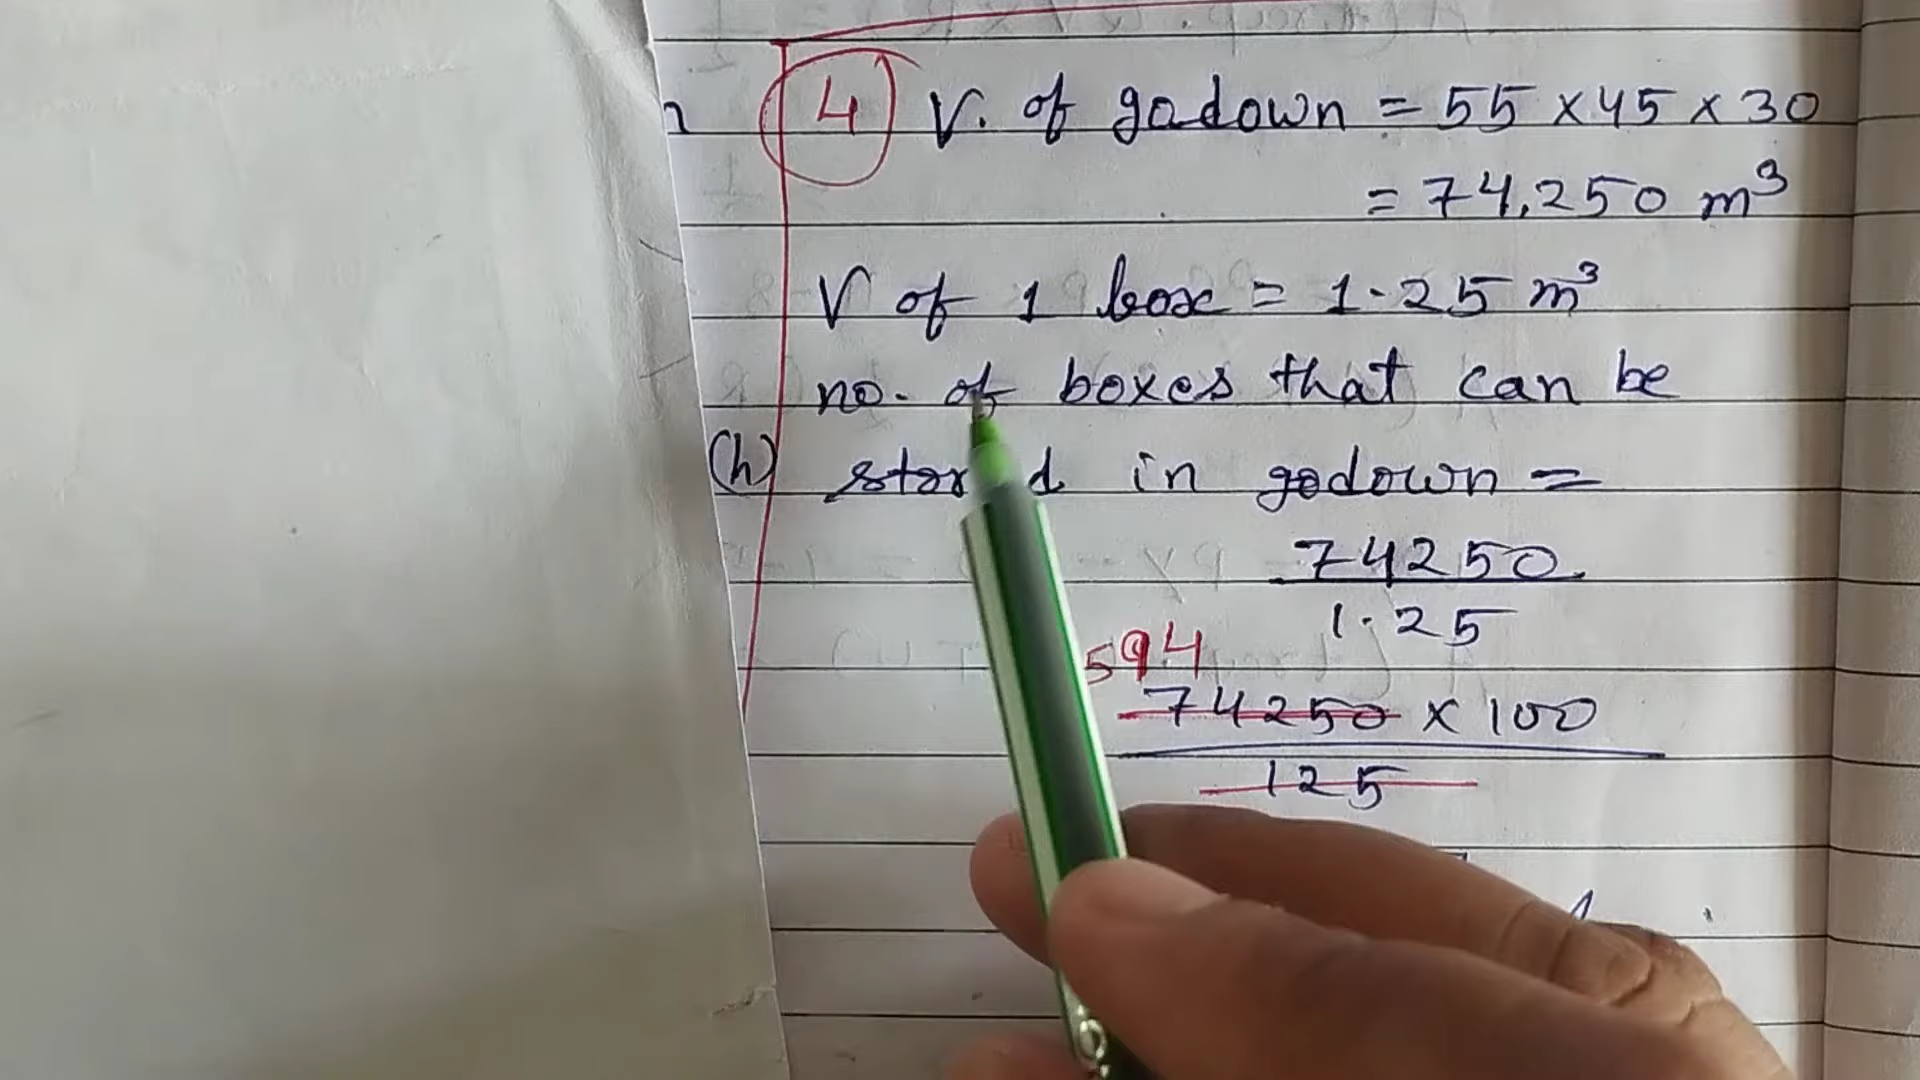 4 V. of godown = 55 x 45 x 30
= 74,250 m³
V of 1 box = 1.25 m³
no. of boxes that can be
(h) stored in godown =
74250
1.25
594
74250 x 100
125